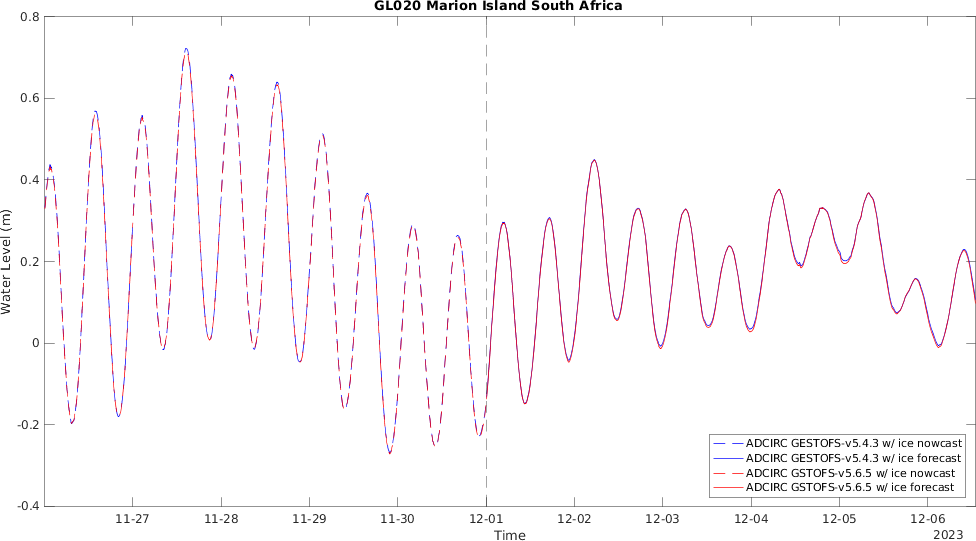 GL020 Marion Island South Africa
0.8
0.6
0.4
0.2
0
-0.2
-0.4
Water Level (m)
11-27
11-28
11-29
11-30
12-01
12-02
12-03
12-04
12-05
12-06
Time
2023
ADCIRC GESTOFS-v5.4.3 w/ ice nowcast
ADCIRC GESTOFS-v5.4.3 w/ ice forecast
ADCIRC GSTOFS-v5.6.5 w/ ice nowcast
ADCIRC GSTOFS-v5.6.5 w/ ice forecast